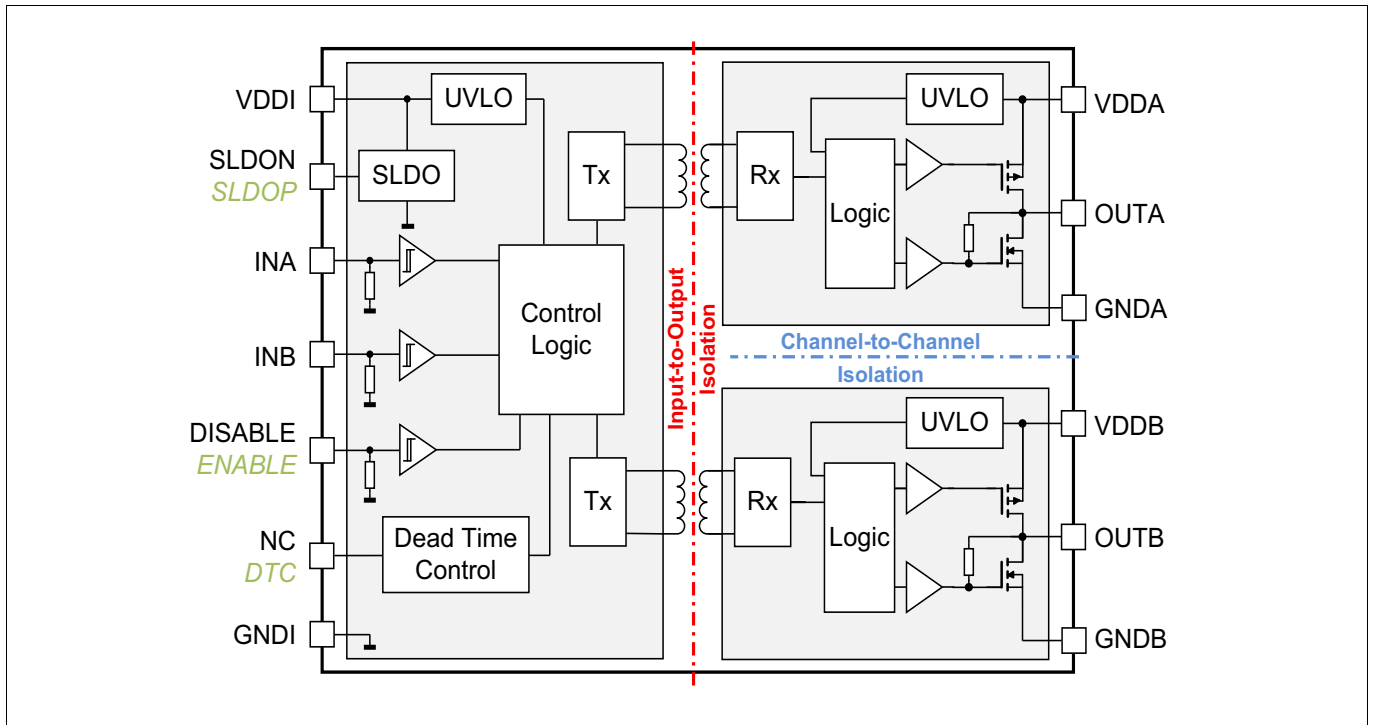 VDDI
SLDON
SLDOP
INA
INB
DISABLE
ENABLE
NC
DTC
GNDI
UVLO
SLDO
Control
Logic
Dead Time
Control
Tx
Tx
Input-to-Output
Isolation
Rx
Logic
UVLO
VDDA
OUTA
GNDA
Channel-to-Channel
Isolation
Rx
Logic
UVLO
VDDB
OUTB
GNDB